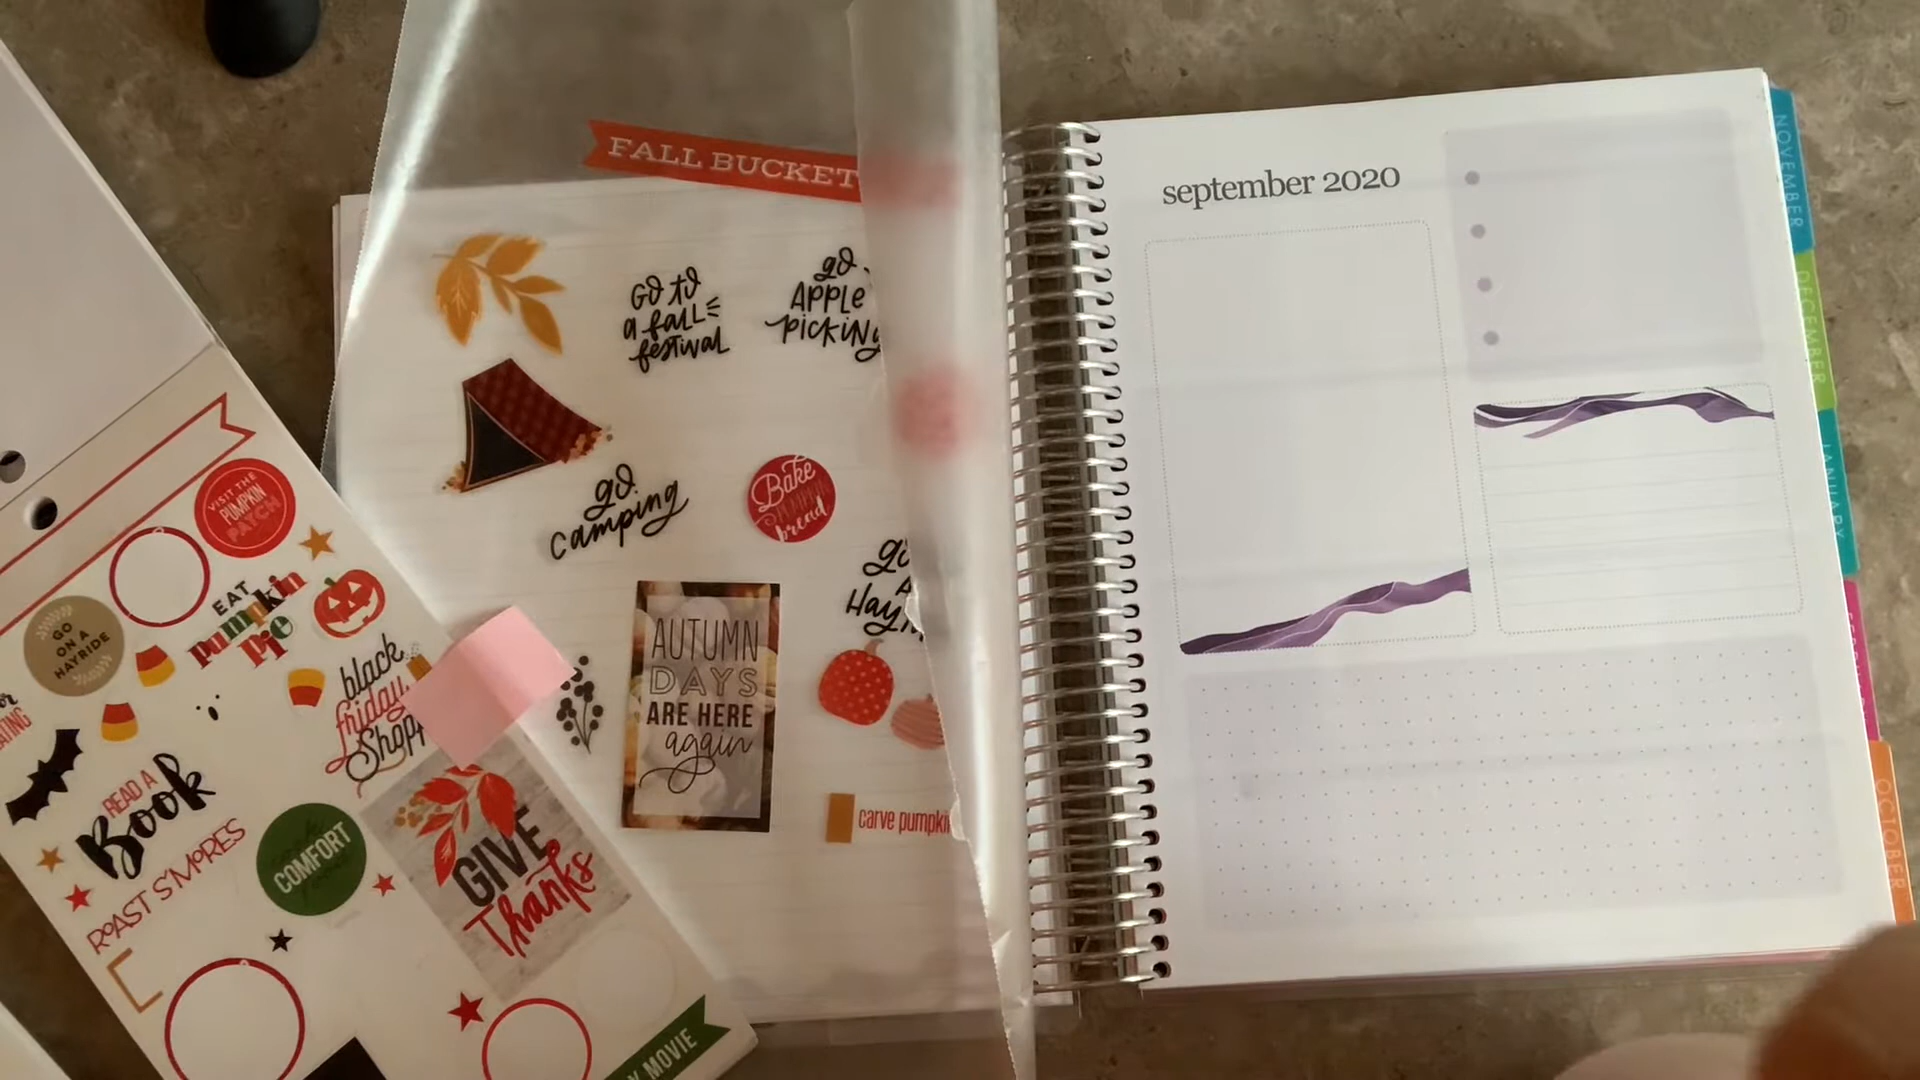 FALL BUCKET
GO TO
a fall
festival
go
APPLE
PICKING
go
camping
Bake
bread
AUTUMN
DAYS
ARE HERE
again
carve
VISIT THE
PUMPKIN
PATCH
GO
ON A
HAYRIDE
EAT
pumpkin
pie
black
friday
READ A
Book
ROAST S'MORES
COMFORT
GIVE
Thanks
MOVIE
september 2020
NOVEMBER
DECEMBER
JANUARY
OCTOBER